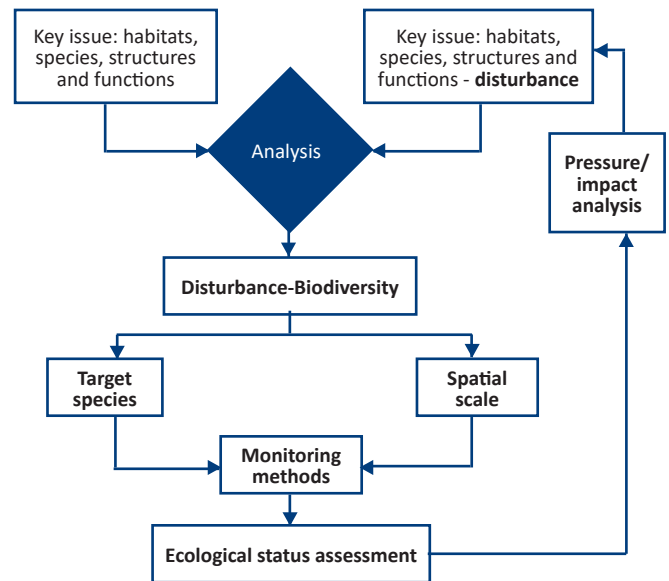 Key issue: habitats,
species, structures
and functions
Key issue: habitats,
species, structures and
functions - disturbance
Analysis
Pressure/
impact
analysis
Disturbance-Biodiversity
Target
species
Spatial
scale
Monitoring
methods
Ecological status assessment